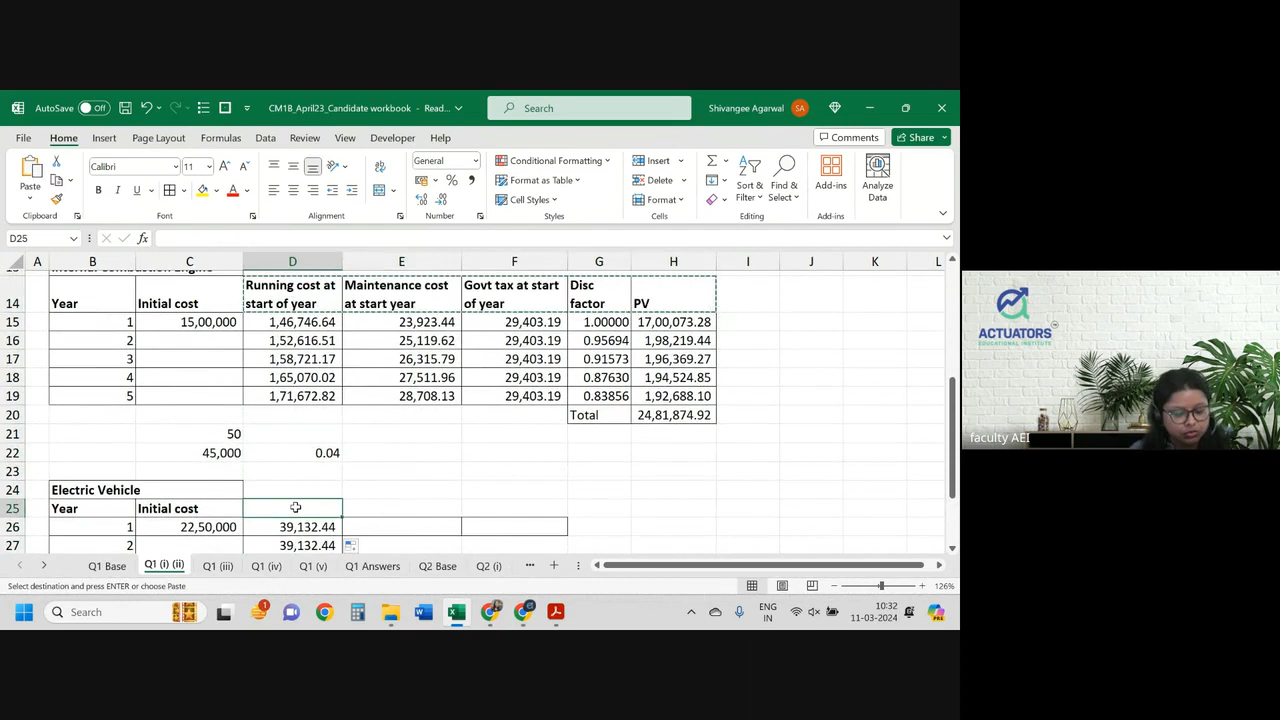 AutoSave Off CM1B_April23_Candidate workbook - Read... Search Shivangee Agarwal SA
File Home Insert Page Layout Formulas Data Review View Developer Help Comments Share
Paste Calibri 11 General Conditional Formatting Insert Sort & Filter Find & Select Add-ins Analyze Data
B I U Format as Table Delete
Cell Styles Format
Clipboard Font Alignment Number Styles Cells Editing Add-ins
D25 fx
A B C D E F G H I J K L
14 Year Initial cost Running cost at start of year Maintenance cost at start year Govt tax at start of year Disc factor PV
15 1 15,00,000 1,46,746.64 23,923.44 29,403.19 1.00000 17,00,073.28
16 2 1,52,616.51 25,119.62 29,403.19 0.95694 1,98,219.44
17 3 1,58,721.17 26,315.79 29,403.19 0.91573 1,96,369.27
18 4 1,65,070.02 27,511.96 29,403.19 0.87630 1,94,524.85
19 5 1,71,672.82 28,708.13 29,403.19 0.83856 1,92,688.10
20 Total 24,81,874.92
21 50
22 45,000 0.04
23
24 Electric Vehicle
25 Year Initial cost
26 1 22,50,000 39,132.44
27 2 39,132.44
Q1 Base Q1 (i) (ii) Q1 (iii) Q1 (iv) Q1 (v) Q1 Answers Q2 Base Q2 (i) ...
Select destination and press ENTER or choose Paste 126%
Search 1 ENG IN 10:32 11-03-2024
ACTUATORS
EDUCATIONAL INSTITUTE
faculty AEI